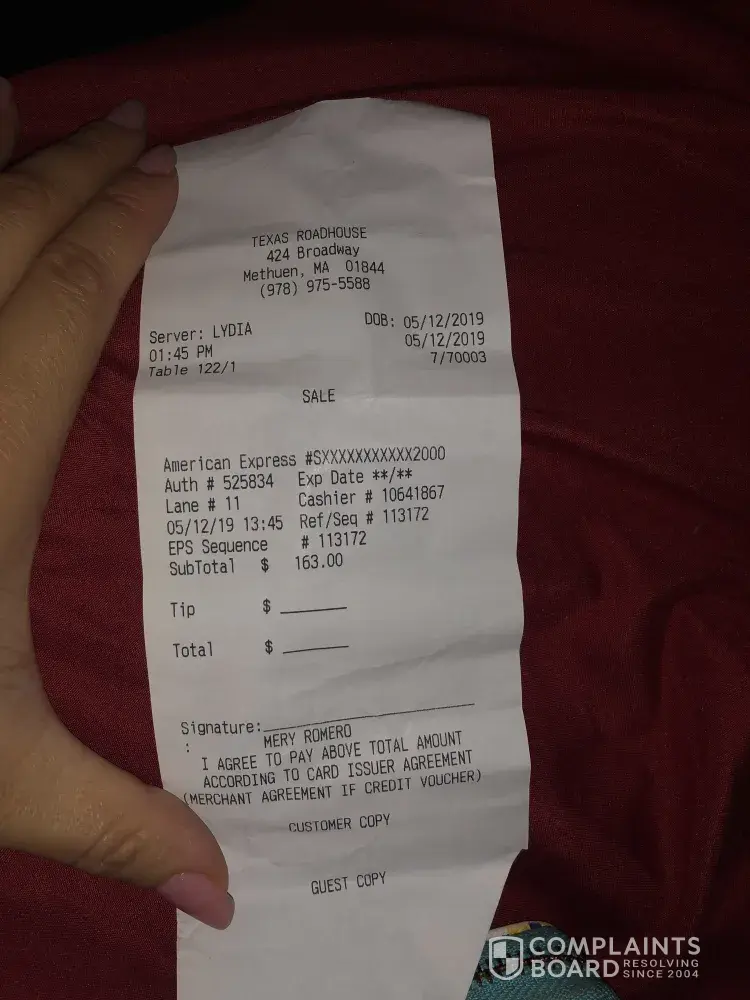 TEXAS ROADHOUSE
424 Broadway
Methuen, MA 01844
(978) 975-5588
Server: LYDIA DOB: 05/12/2019
01:45 PM 05/12/2019
Table 122/1 7/70003
SALE
American Express #SXXXXXXXXXXX2000
Auth # 525834 Exp Date **/**
Lane # 11 Cashier # 10641867
05/12/19 13:45 Ref/Seq # 113172
EPS Sequence # 113172
SubTotal $ 163.00
Tip $
Total $
Signature:
: MERY ROMERO
I AGREE TO PAY ABOVE TOTAL AMOUNT
ACCORDING TO CARD ISSUER AGREEMENT
(MERCHANT AGREEMENT IF CREDIT VOUCHER)
CUSTOMER COPY
GUEST COPY
COMPLAINTS
BOARD RESOLVING
SINCE 2004